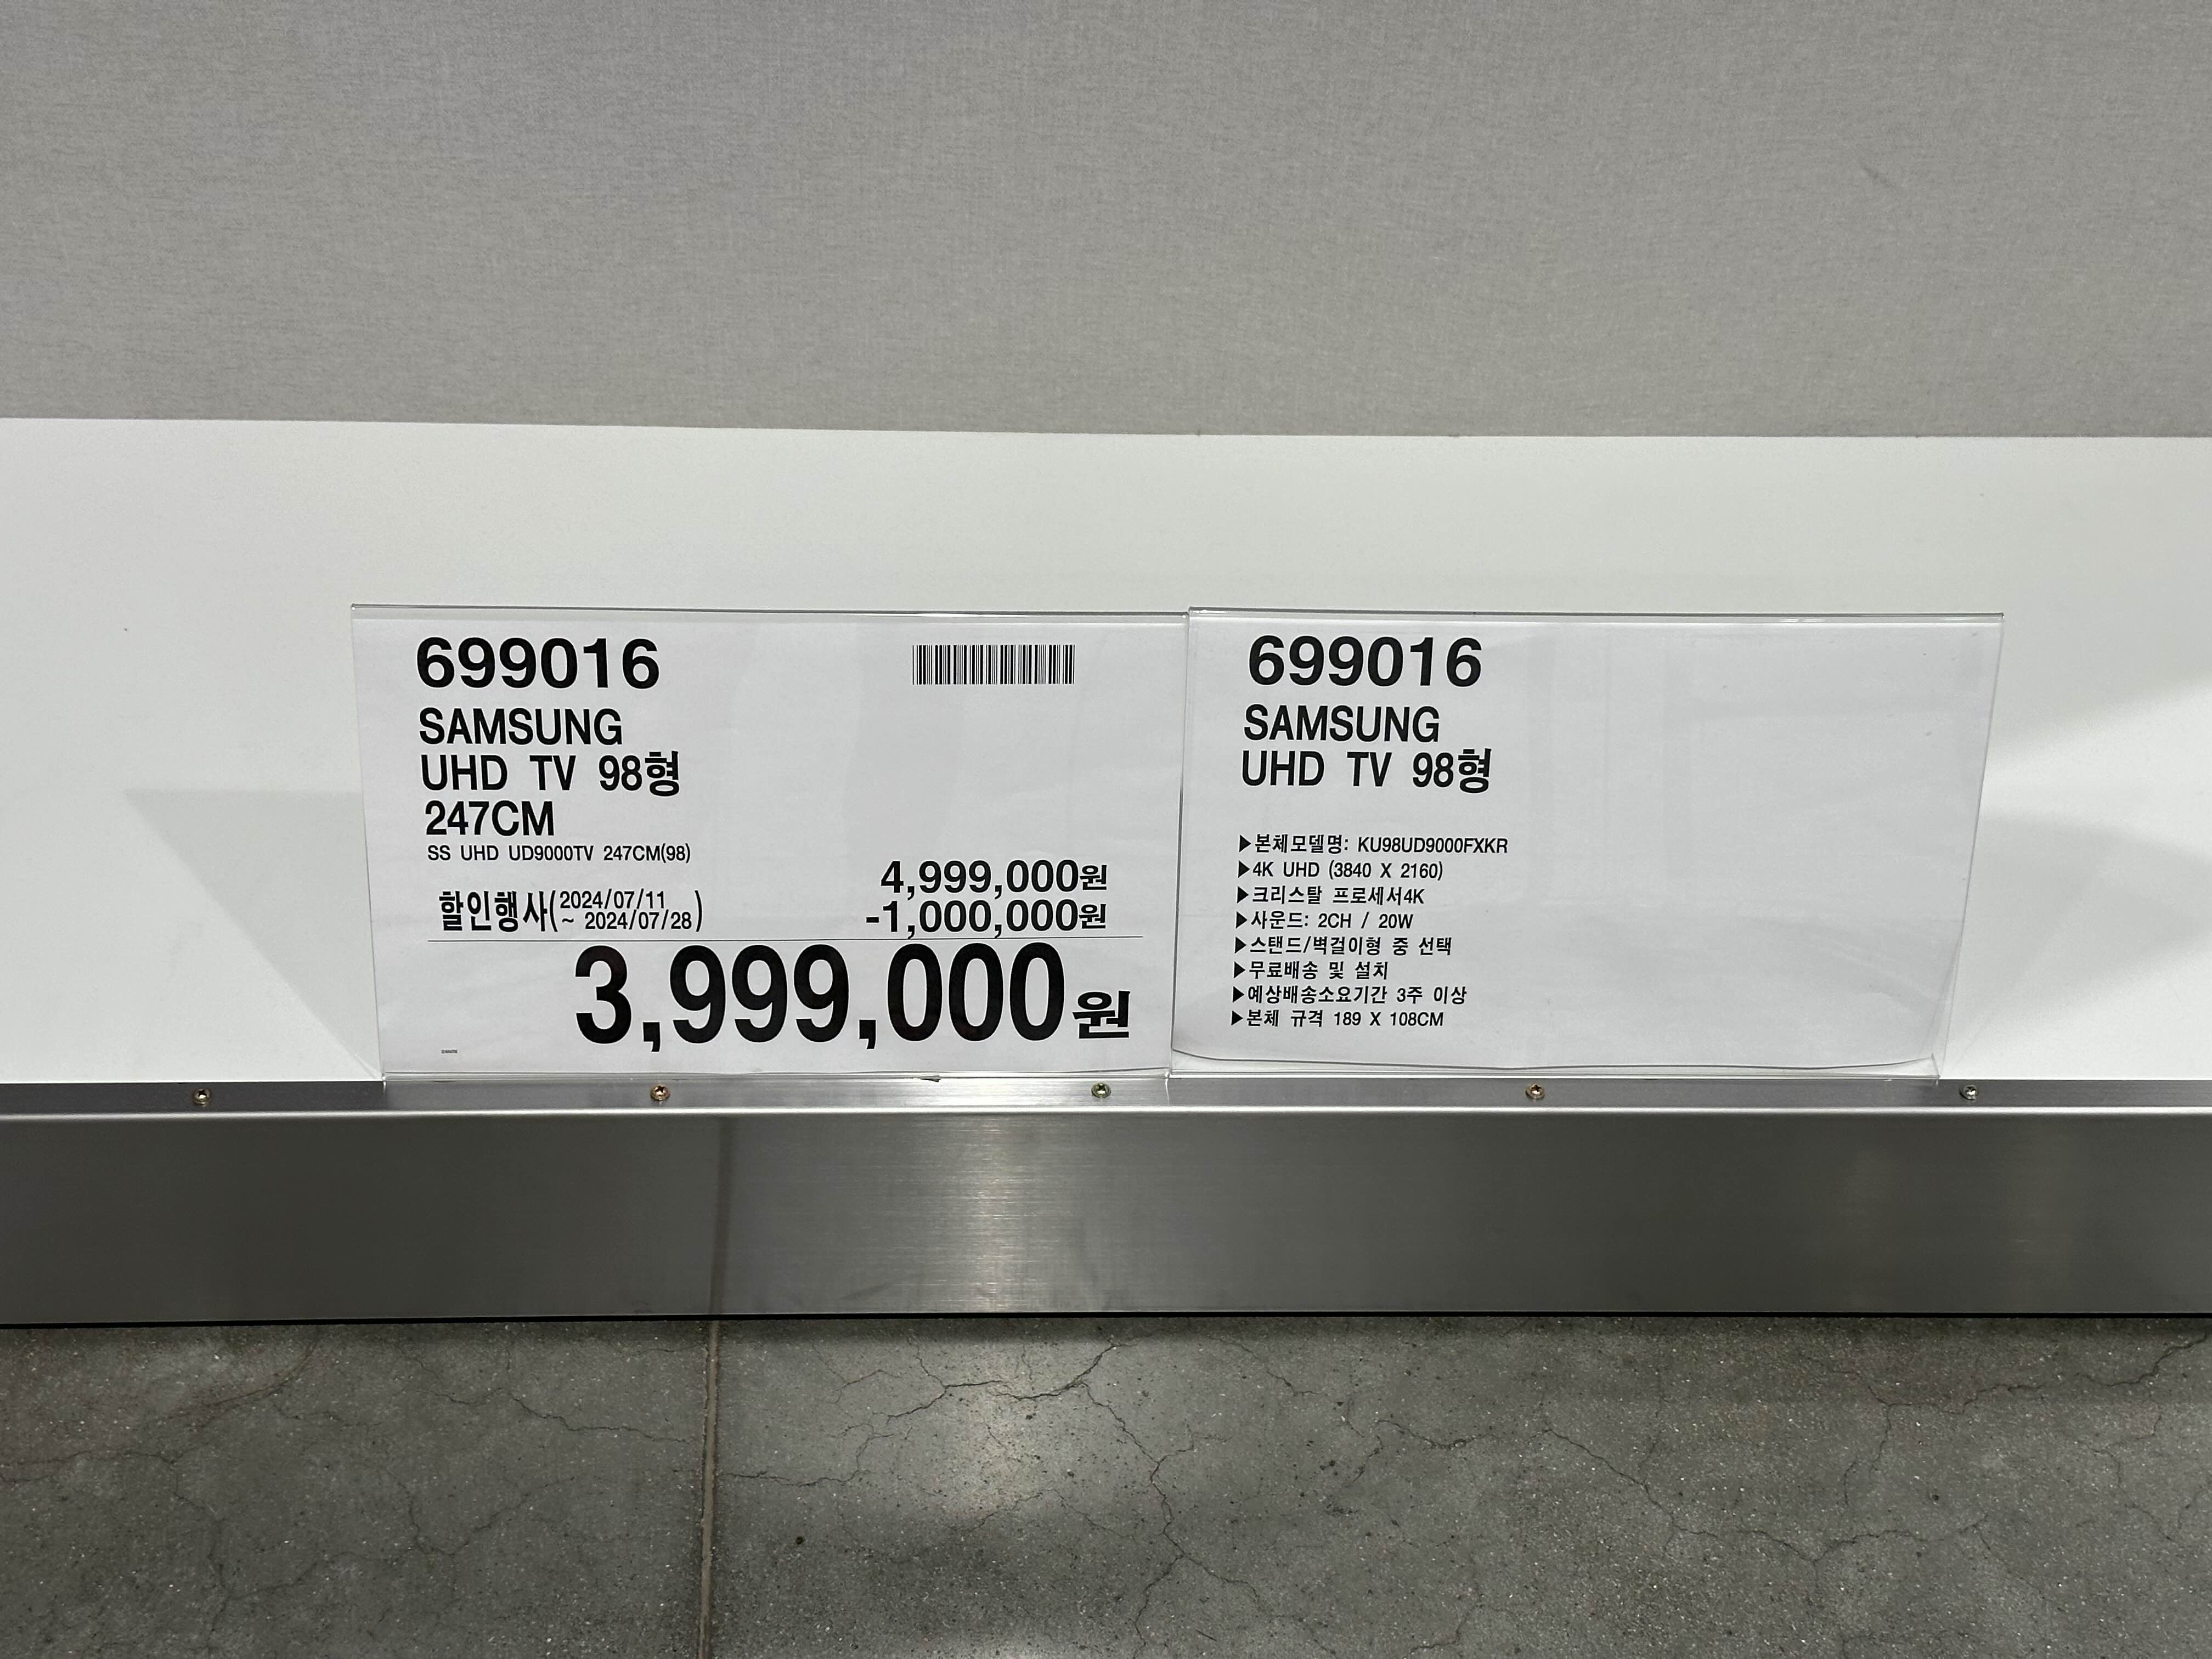 699016
SAMSUNG
UHD TV 98형
247CM
SS UHD UD9000TV 247CM(98)
4,999,000원
할인행사(2024/07/11
~ 2024/07/28)
-1,000,000원
3,999,000원
699016
SAMSUNG
UHD TV 98형
▶본체모델명: KU98UD9000FXKR
▶4K UHD (3840 X 2160)
▶크리스탈 프로세서4K
▶사운드: 2CH / 20W
▶스탠드/벽걸이형 중 선택
▶무료배송 및 설치
▶예상배송소요기간 3주 이상
▶본체 규격 189 X 108CM